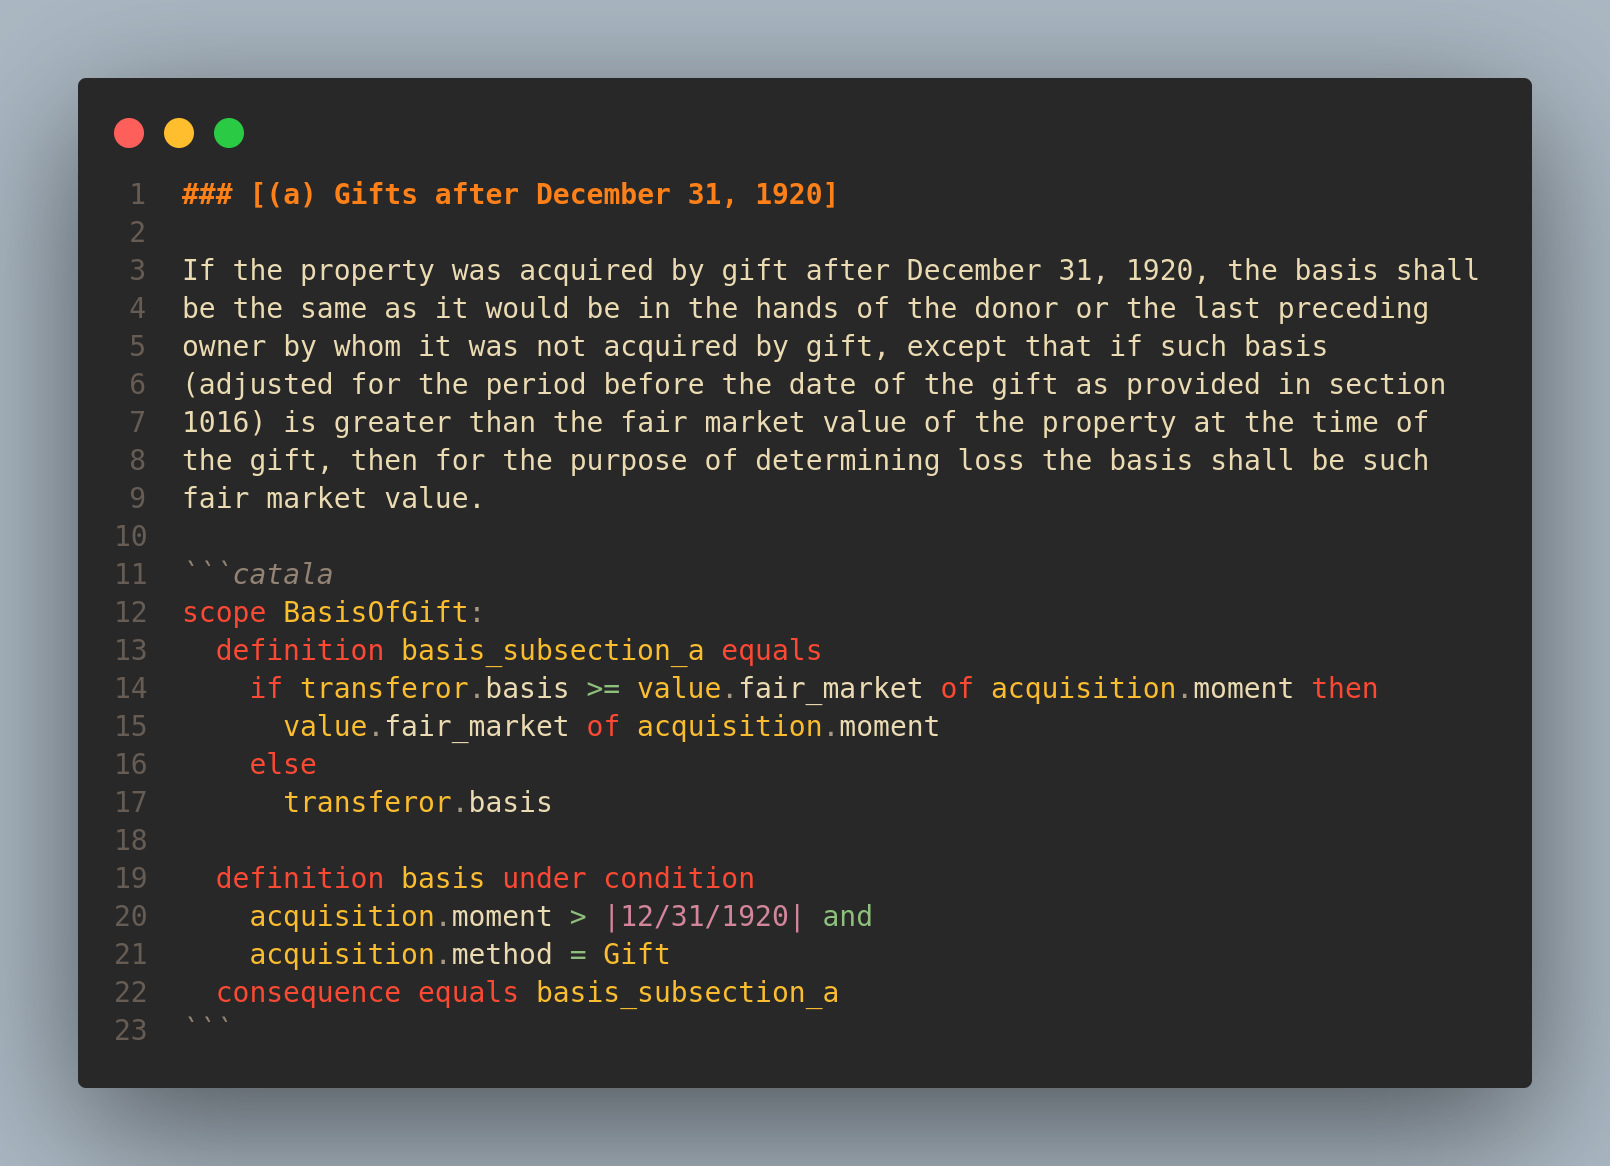 1 ### [(a) Gifts after December 31, 1920]
2
3 If the property was acquired by gift after December 31, 1920, the basis shall
4 be the same as it would be in the hands of the donor or the last preceding
5 owner by whom it was not acquired by gift, except that if such basis
6 (adjusted for the period before the date of the gift as provided in section
7 1016) is greater than the fair market value of the property at the time of
8 the gift, then for the purpose of determining loss the basis shall be such
9 fair market value.
10
11 ```catala
12 scope BasisOfGift:
13   definition basis_subsection_a equals
14     if transferor.basis >= value.fair_market of acquisition.moment then
15       value.fair_market of acquisition.moment
16     else
17       transferor.basis
18
19   definition basis under condition
20     acquisition.moment > |12/31/1920| and
21     acquisition.method = Gift
22   consequence equals basis_subsection_a
23 ```